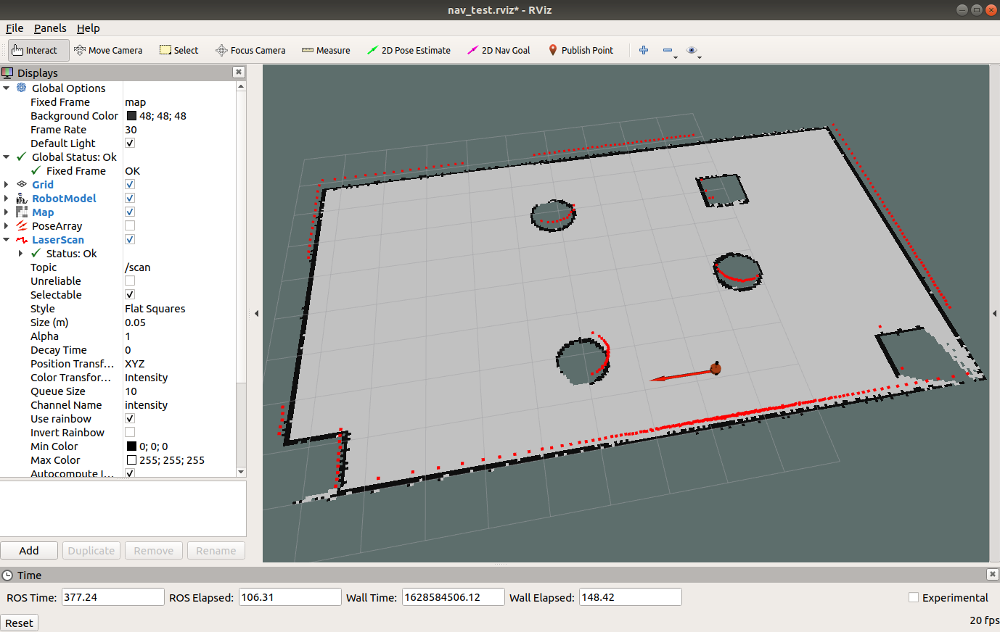 nav_test.rviz* - RViz
File Panels Help
Interact Move Camera Select Focus Camera Measure 2D Pose Estimate 2D Nav Goal Publish Point
Displays
Global Options
Fixed Frame map
Background Color 48; 48; 48
Frame Rate 30
Default Light
Global Status: Ok
Fixed Frame OK
Grid
RobotModel
Map
PoseArray
LaserScan
Status: Ok
Topic /scan
Unreliable
Selectable
Style Flat Squares
Size (m) 0.05
Alpha 1
Decay Time 0
Position Transf... XYZ
Color Transfor... Intensity
Queue Size 10
Channel Name intensity
Use rainbow
Invert Rainbow
Min Color 0; 0; 0
Max Color 255; 255; 255
Autocompute I...
Add Duplicate Remove Rename
Time
ROS Time: 377.24 ROS Elapsed: 106.31 Wall Time: 1628584506.12 Wall Elapsed: 148.42 Experimental
Reset 20 fps